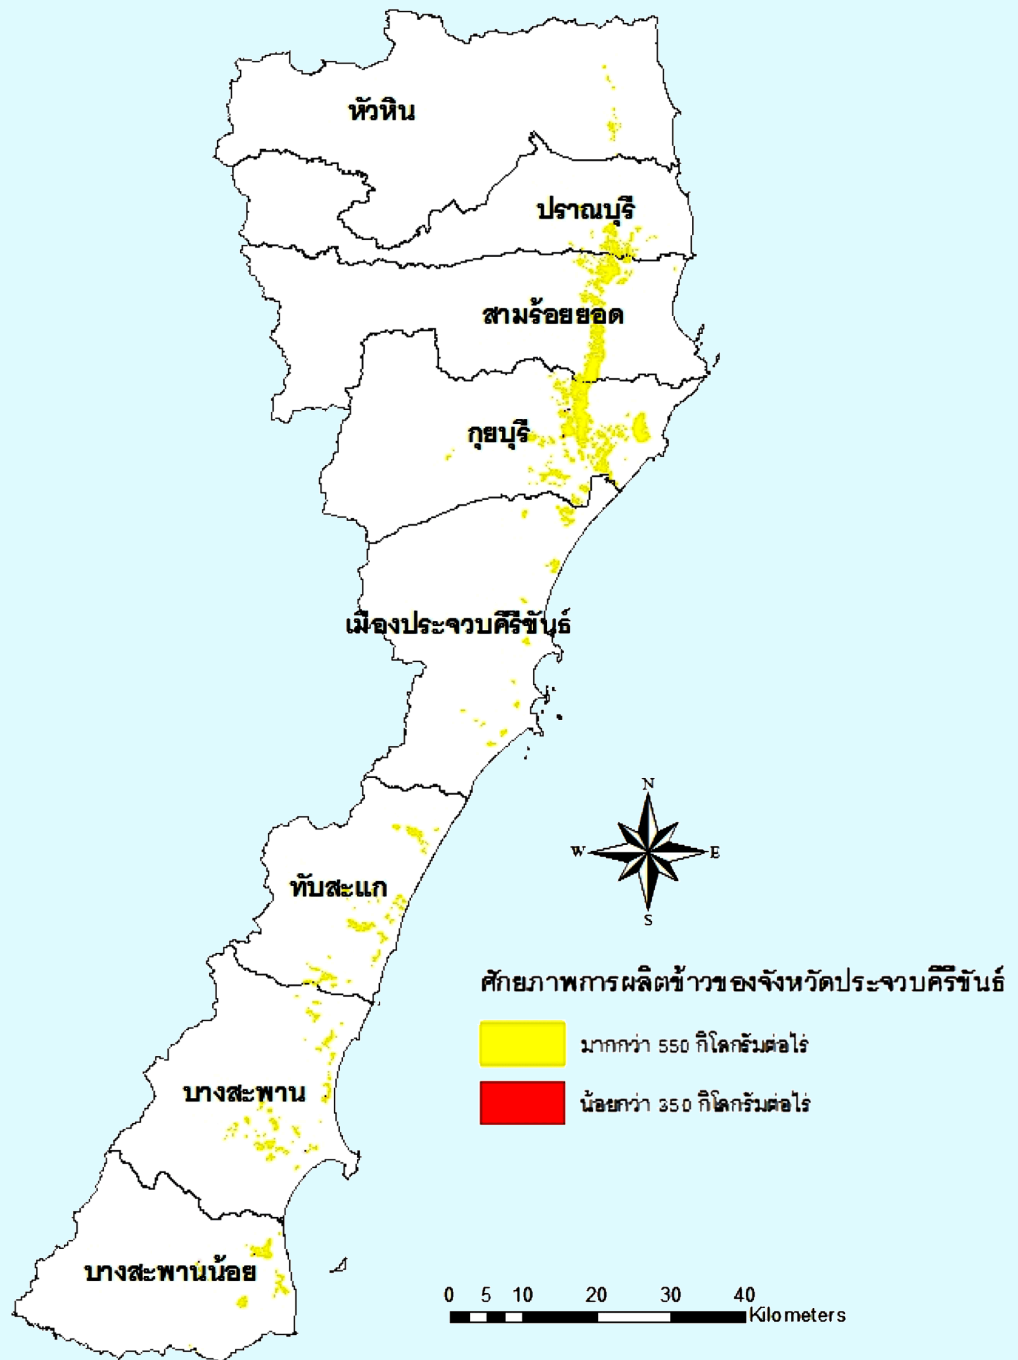 หัวหิน
ปราณบุรี
สามร้อยยอด
กุยบุรี
เมืองประจวบคีรีขันธ์
N
W E
S
ทับสะแก
ศักยภาพการผลิตข้าวของจังหวัดประจวบคีรีขันธ์
มากกว่า 550 กิโลกรัมต่อไร่
บางสะพาน
น้อยกว่า 350 กิโลกรัมต่อไร่
บางสะพานน้อย
0 5 10 20 30 40
Kilometers